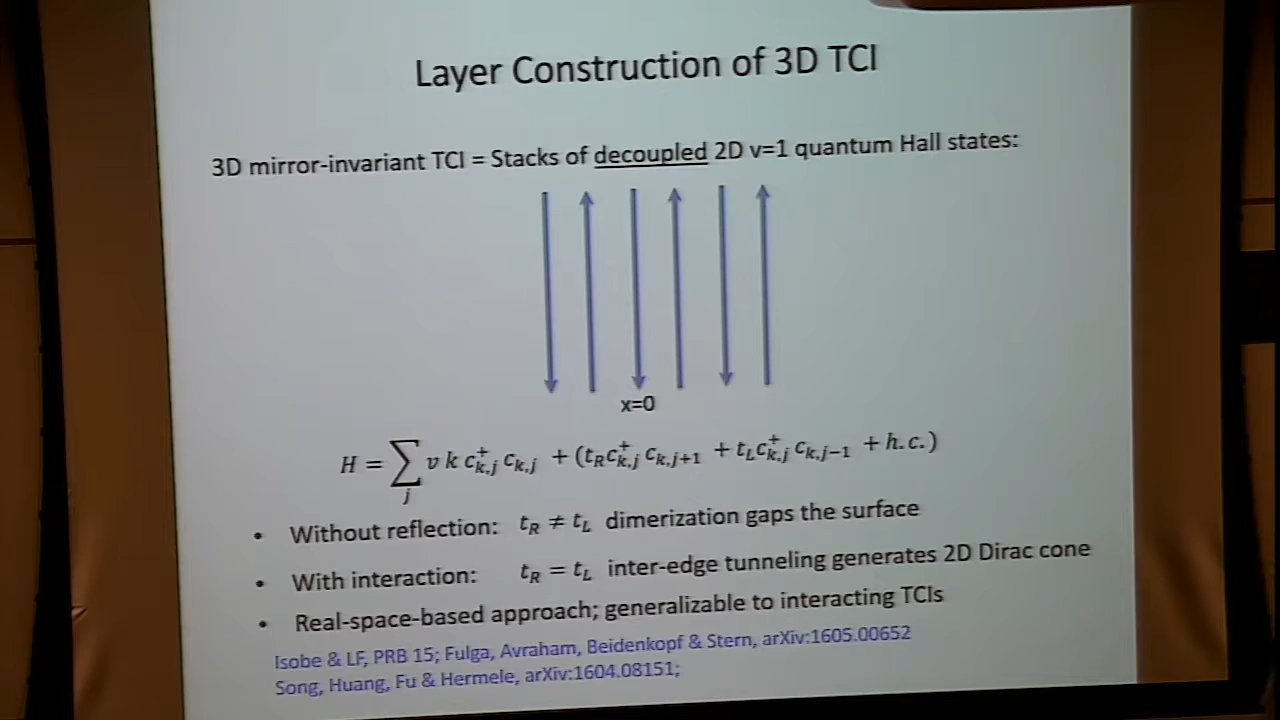 Layer Construction of 3D TCI
3D mirror-invariant TCI = Stacks of decoupled 2D ν=1 quantum Hall states:
x=0
H = ∑_j v k c⁺_{k,j} c_{k,j} + (t_R c⁺_{k,j} c_{k,j+1} + t_L c⁺_{k,j} c_{k,j−1} + h.c.)
• Without reflection: t_R ≠ t_L dimerization gaps the surface
• With interaction: t_R = t_L inter-edge tunneling generates 2D Dirac cone
• Real-space-based approach; generalizable to interacting TCIs
Isobe & LF, PRB 15; Fulga, Avraham, Beidenkopf & Stern, arXiv:1605.00652
Song, Huang, Fu & Hermele, arXiv:1604.08151;